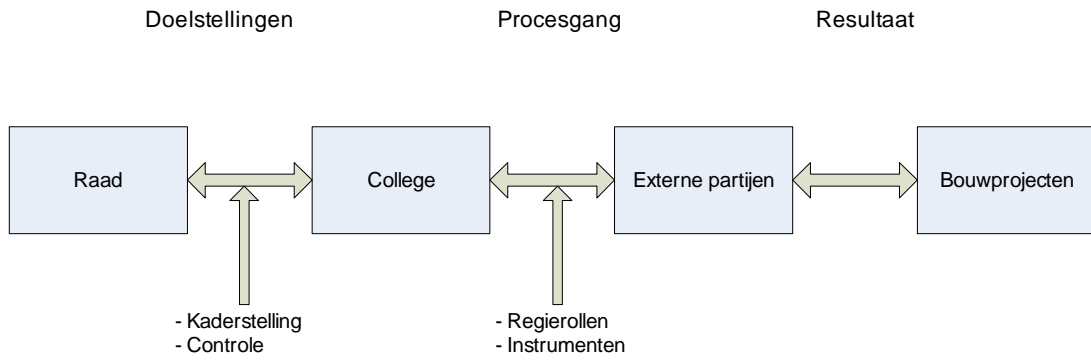 Doelstellingen
Procesgang
Resultaat
Raad
College
Externe partijen
Bouwprojecten
- Kaderstelling
- Controle
- Regierollen
- Instrumenten